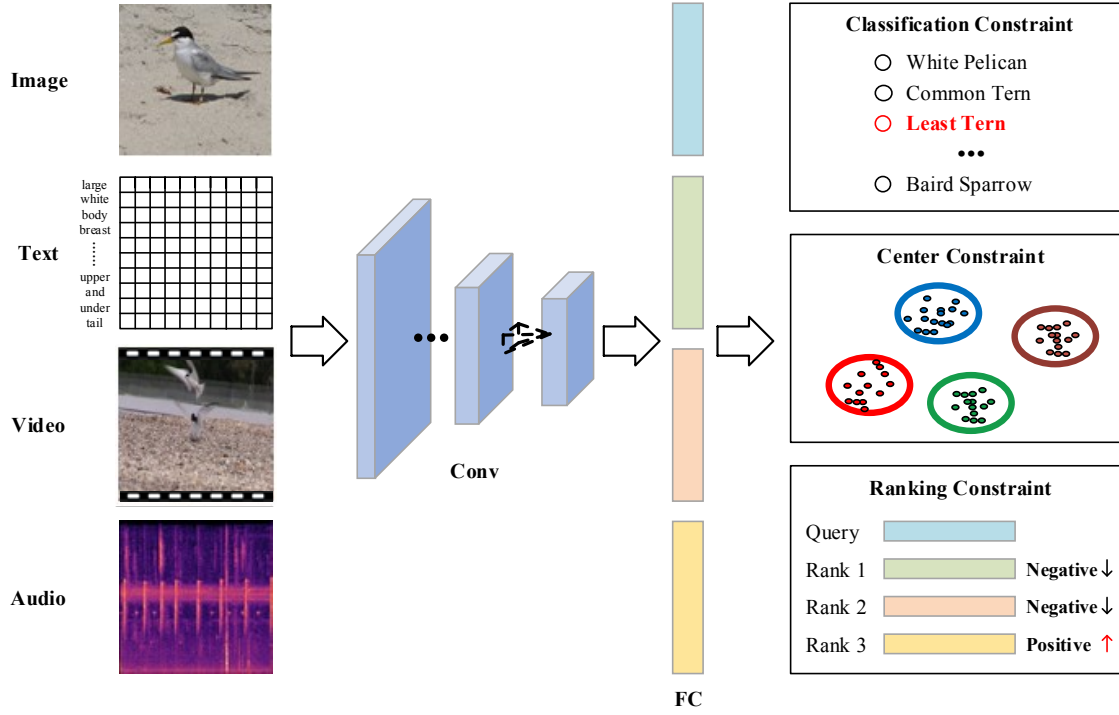 Image
Text
large
white
body
breast
......
upper
and
under
tail
Video
Audio
Conv
FC
Classification Constraint
White Pelican
Common Tern
Least Tern
•••
Baird Sparrow
Center Constraint
Ranking Constraint
Query
Rank 1 Negative ↓
Rank 2 Negative ↓
Rank 3 Positive ↑